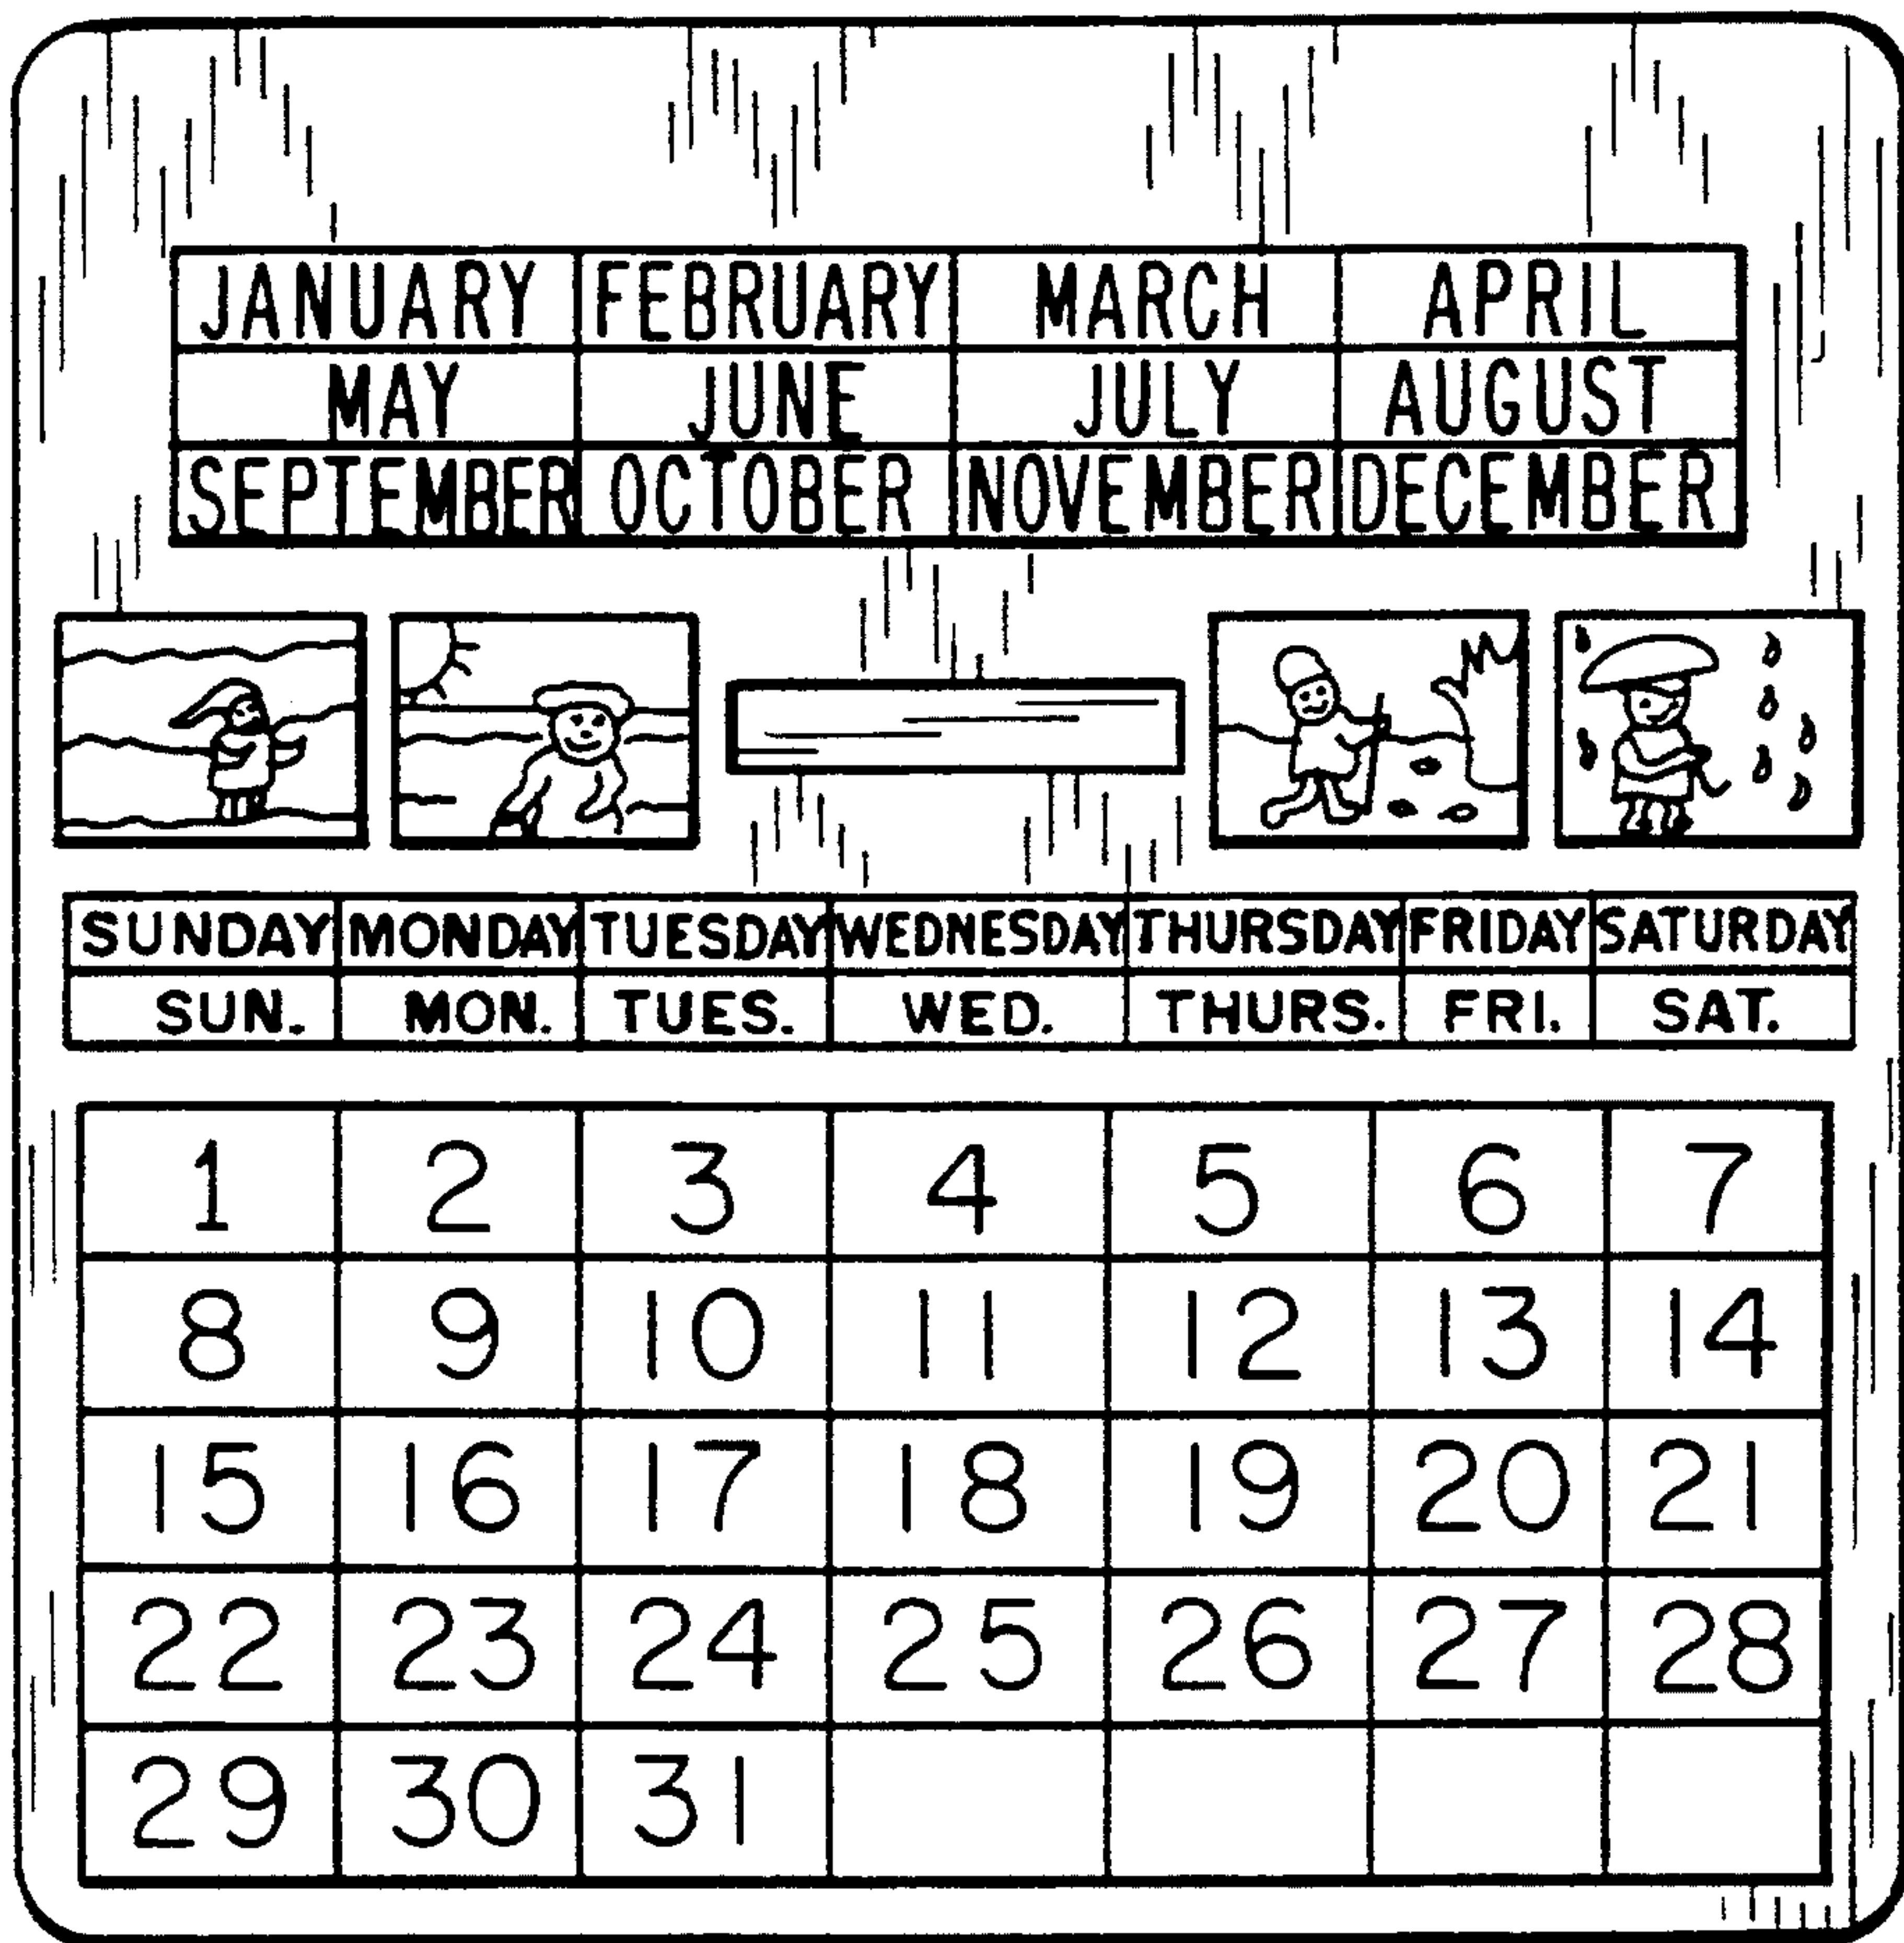 JANUARY FEBRUARY MARCH APRIL
MAY JUNE JULY AUGUST
SEPTEMBER OCTOBER NOVEMBER DECEMBER
SUNDAY MONDAY TUESDAY WEDNESDAY THURSDAY FRIDAY SATURDAY
SUN. MON. TUES. WED. THURS. FRI. SAT.
1 2 3 4 5 6 7
8 9 10 11 12 13 14
15 16 17 18 19 20 21
22 23 24 25 26 27 28
29 30 31